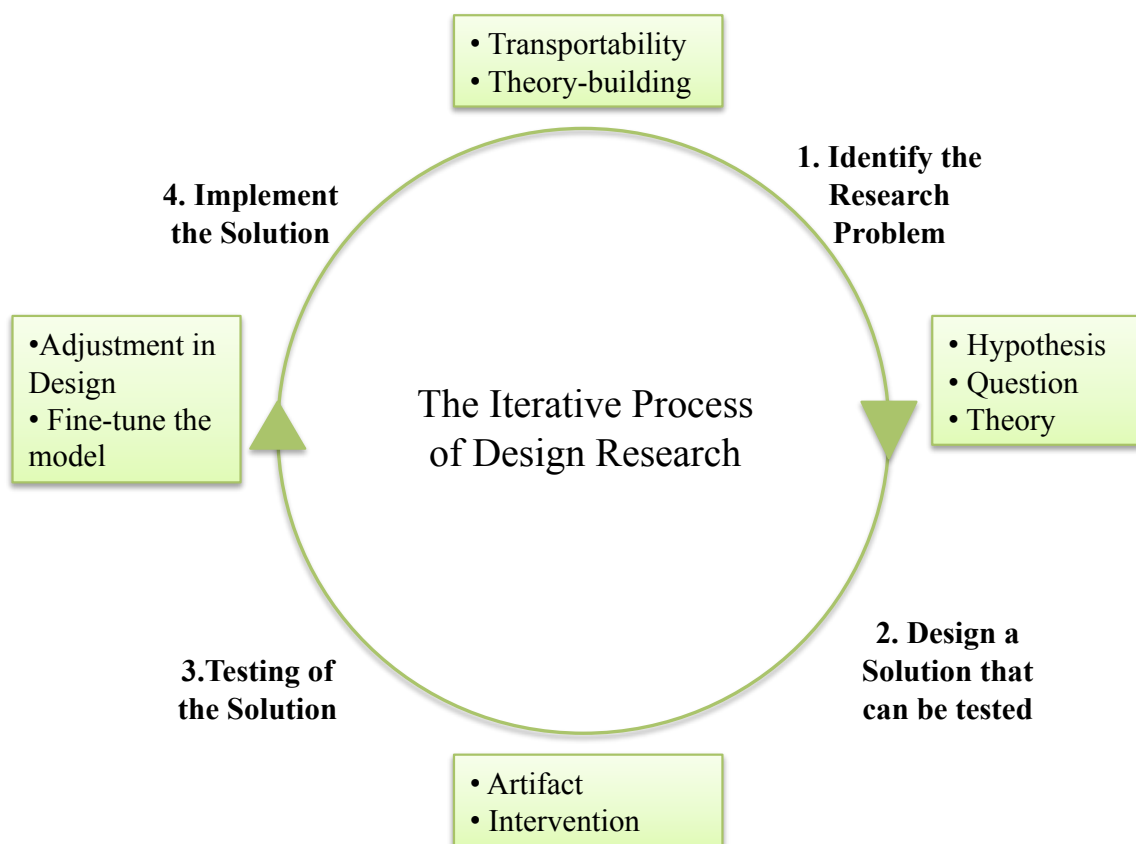 • Transportability
• Theory-building
1. Identify the
Research
Problem
4. Implement
the Solution
•Adjustment in
Design
• Fine-tune the
model
• Hypothesis
• Question
• Theory
The Iterative Process
of Design Research
2. Design a
Solution that
can be tested
3.Testing of
the Solution
• Artifact
• Intervention